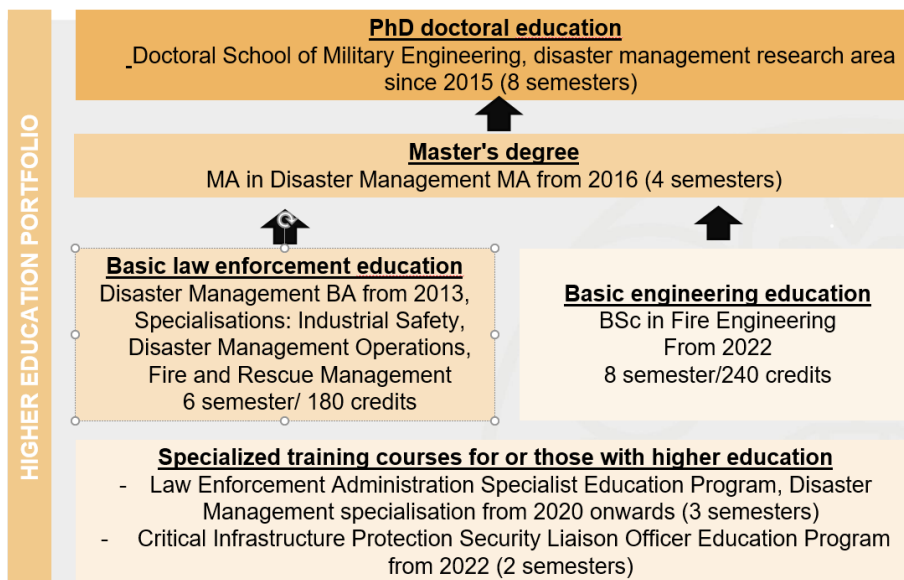 HIGHER EDUCATION PORTFOLIO
PhD doctoral education
_Doctoral School of Military Engineering, disaster management research area
since 2015 (8 semesters)
Master's degree
MA in Disaster Management MA from 2016 (4 semesters)
Basic law enforcement education
Disaster Management BA from 2013,
Specialisations: Industrial Safety,
Disaster Management Operations,
Fire and Rescue Management
6 semester/ 180 credits
Basic engineering education
BSc in Fire Engineering
From 2022
8 semester/240 credits
Specialized training courses for or those with higher education
- Law Enforcement Administration Specialist Education Program, Disaster
Management specialisation from 2020 onwards (3 semesters)
- Critical Infrastructure Protection Security Liaison Officer Education Program
from 2022 (2 semesters)